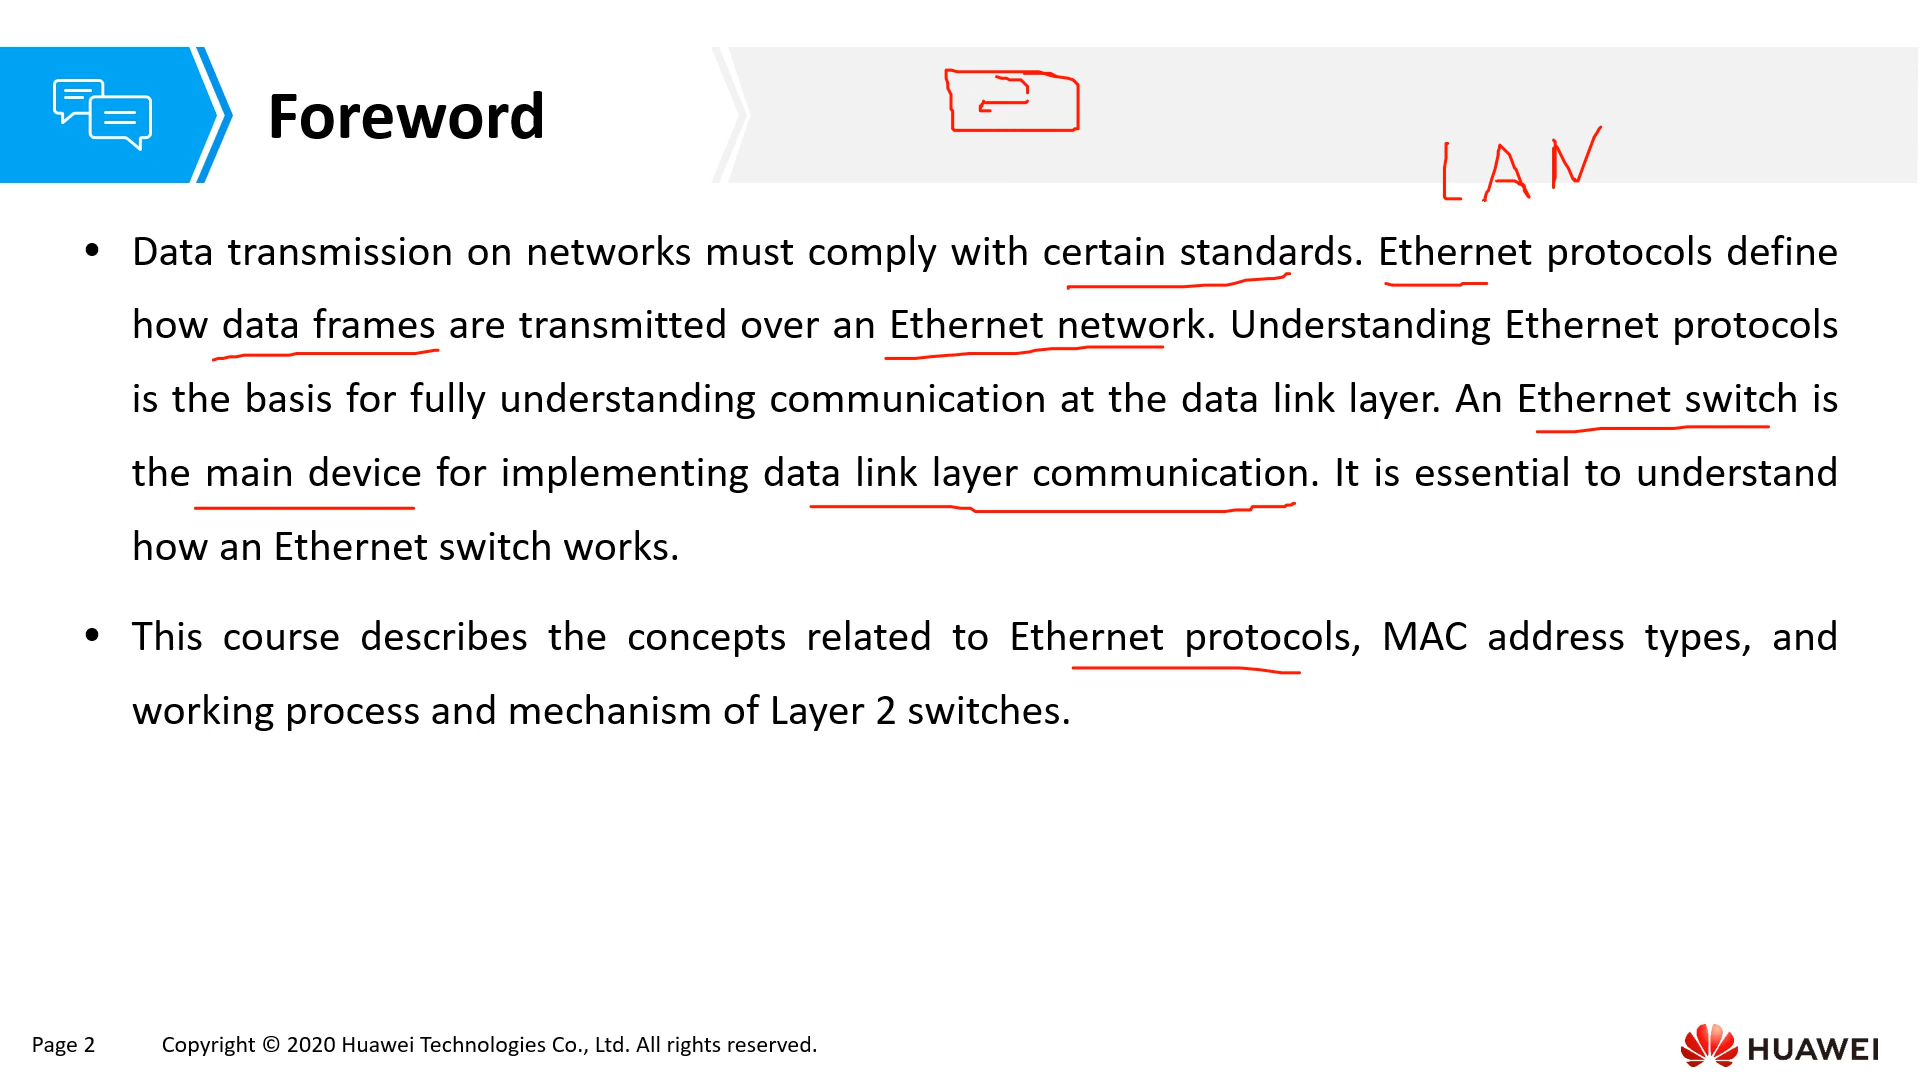 Foreword
LAN
• Data transmission on networks must comply with certain standards. Ethernet protocols define
how data frames are transmitted over an Ethernet network. Understanding Ethernet protocols
is the basis for fully understanding communication at the data link layer. An Ethernet switch is
the main device for implementing data link layer communication. It is essential to understand
how an Ethernet switch works.
• This course describes the concepts related to Ethernet protocols, MAC address types, and
working process and mechanism of Layer 2 switches.
Page 2 Copyright © 2020 Huawei Technologies Co., Ltd. All rights reserved.
HUAWEI